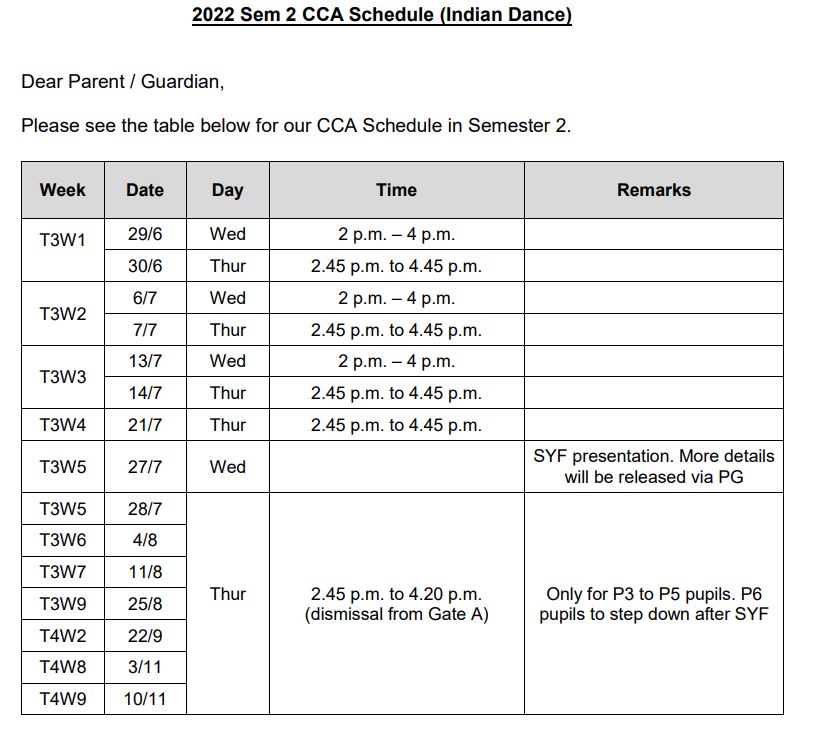 2022 Sem 2 CCA Schedule (Indian Dance)
Dear Parent / Guardian,
Please see the table below for our CCA Schedule in Semester 2.
Week Date Day Time Remarks
T3W1 29/6 Wed 2 p.m. – 4 p.m.
30/6 Thur 2.45 p.m. to 4.45 p.m.
T3W2 6/7 Wed 2 p.m. – 4 p.m.
7/7 Thur 2.45 p.m. to 4.45 p.m.
T3W3 13/7 Wed 2 p.m. – 4 p.m.
14/7 Thur 2.45 p.m. to 4.45 p.m.
T3W4 21/7 Thur 2.45 p.m. to 4.45 p.m.
T3W5 27/7 Wed SYF presentation. More details
will be released via PG
T3W5 28/7
T3W6 4/8
T3W7 11/8
T3W9 25/8
T4W2 22/9
T4W8 3/11
T4W9 10/11
Thur
2.45 p.m. to 4.20 p.m.
(dismissal from Gate A)
Only for P3 to P5 pupils. P6
pupils to step down after SYF